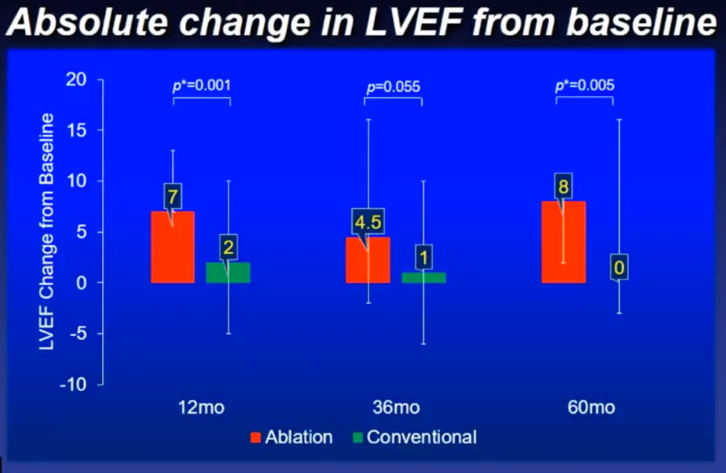 Absolute change in LVEF from baseline
LVEF Change from Baseline
20
15
10
5
0
-5
-10
p*=0.001
p=0.055
p*=0.005
7
2
4.5
1
8
0
12mo
36mo
60mo
Ablation
Conventional